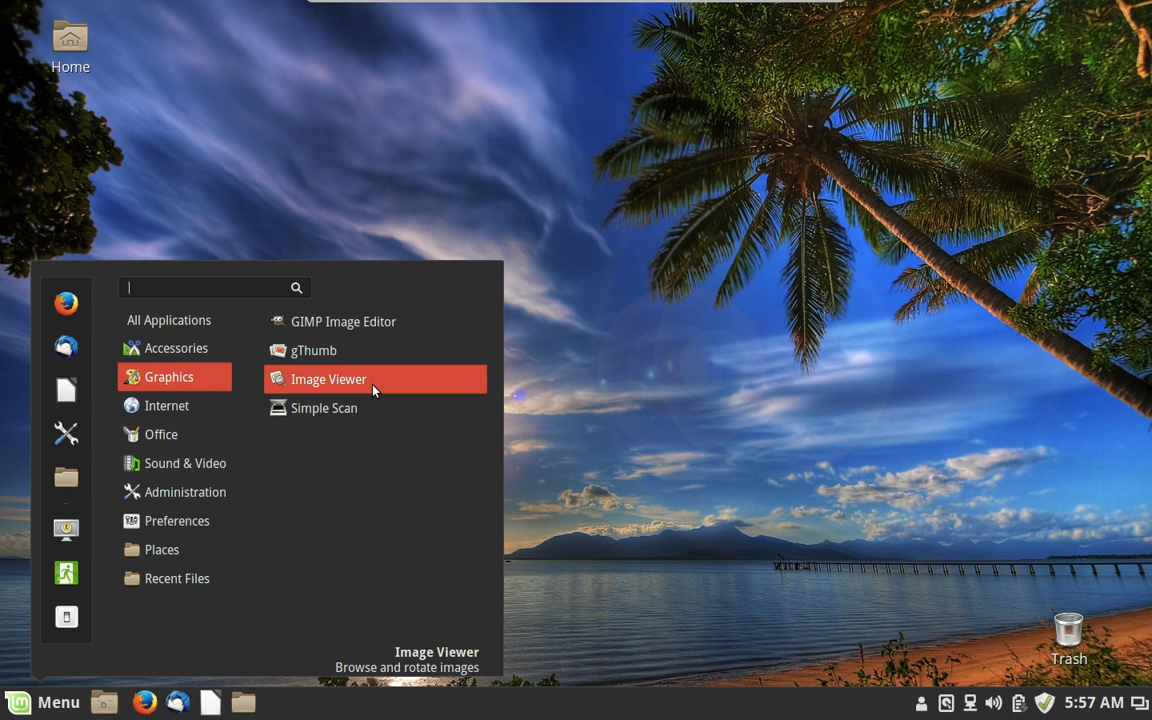 Home
All Applications
Accessories
Graphics
Internet
Office
Sound & Video
Administration
Preferences
Places
Recent Files
GIMP Image Editor
gThumb
Image Viewer
Simple Scan
Image Viewer
Browse and rotate images
Trash
Menu
5:57 AM